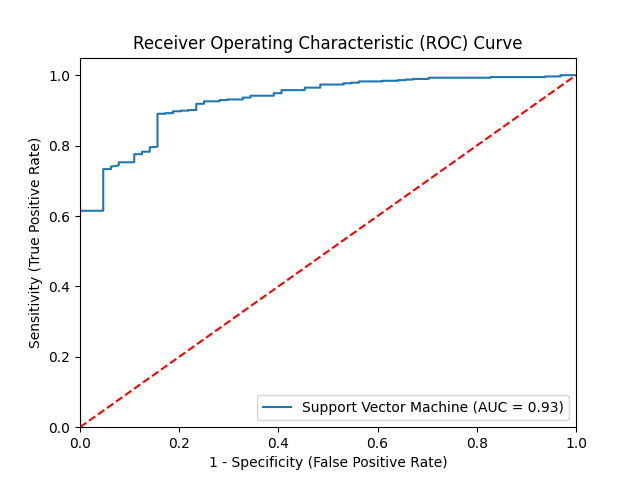 Receiver Operating Characteristic (ROC) Curve
1.0
0.8
0.6
0.4
0.2
0.0
Sensitivity (True Positive Rate)
Support Vector Machine (AUC = 0.93)
0.0 0.2 0.4 0.6 0.8 1.0
1 - Specificity (False Positive Rate)